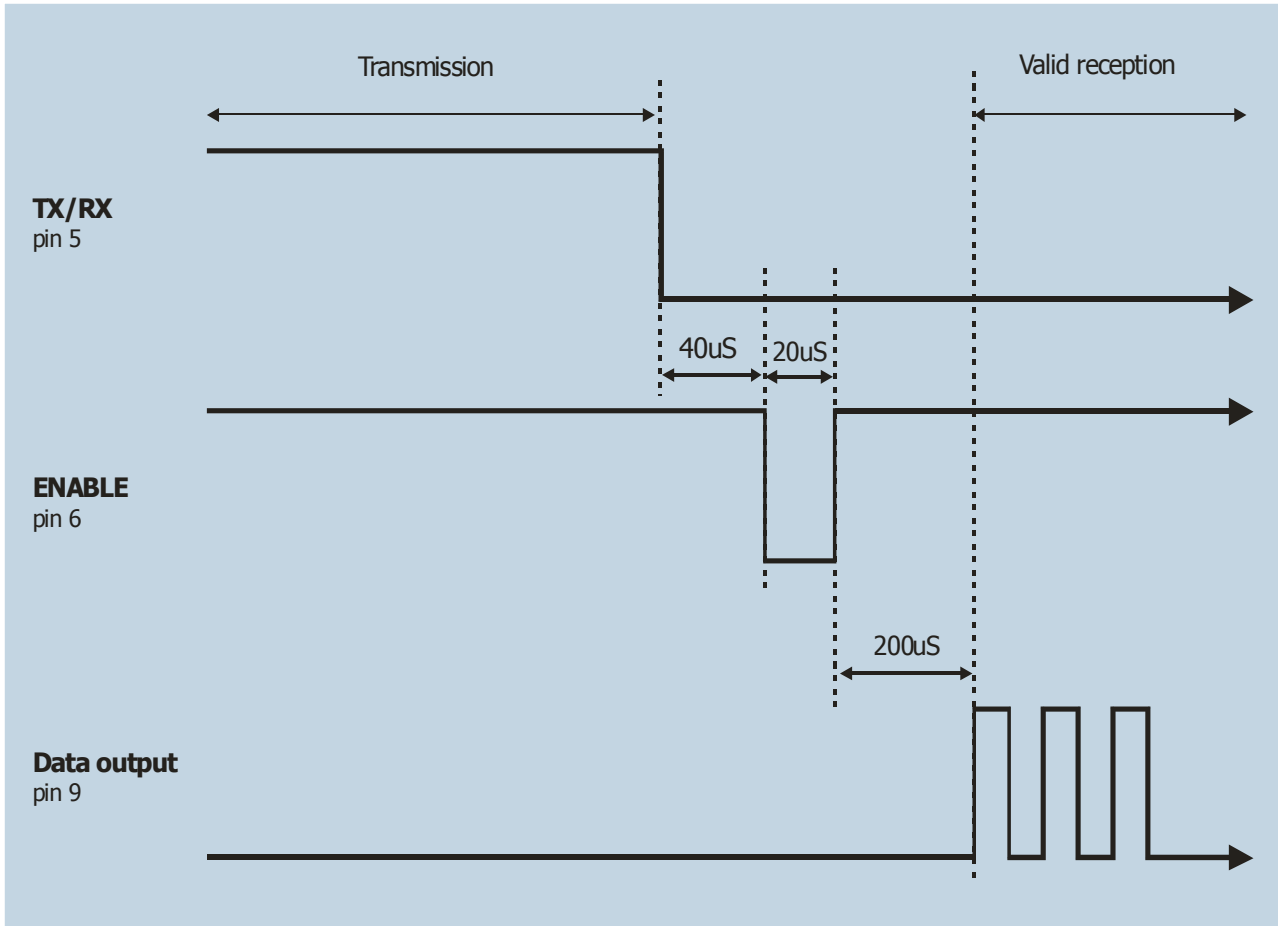 Transmission
Valid reception
TX/RX
pin 5
40uS
20uS
ENABLE
pin 6
200uS
Data output
pin 9